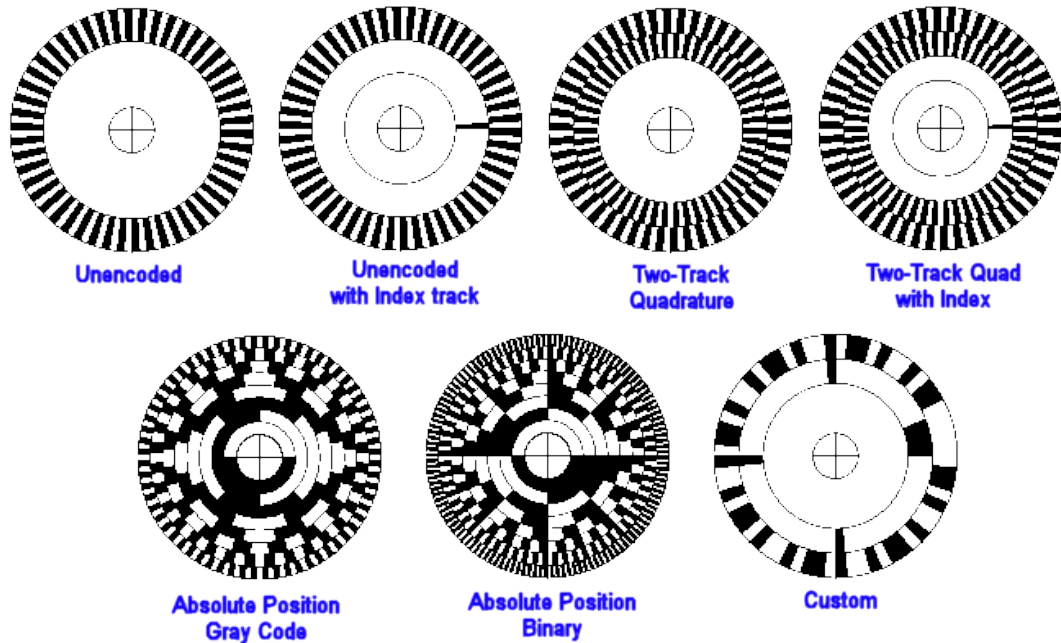 Unencoded
Unencoded
with Index track
Two-Track
Quadrature
Two-Track Quad
with Index
Absolute Position
Gray Code
Absolute Position
Binary
Custom